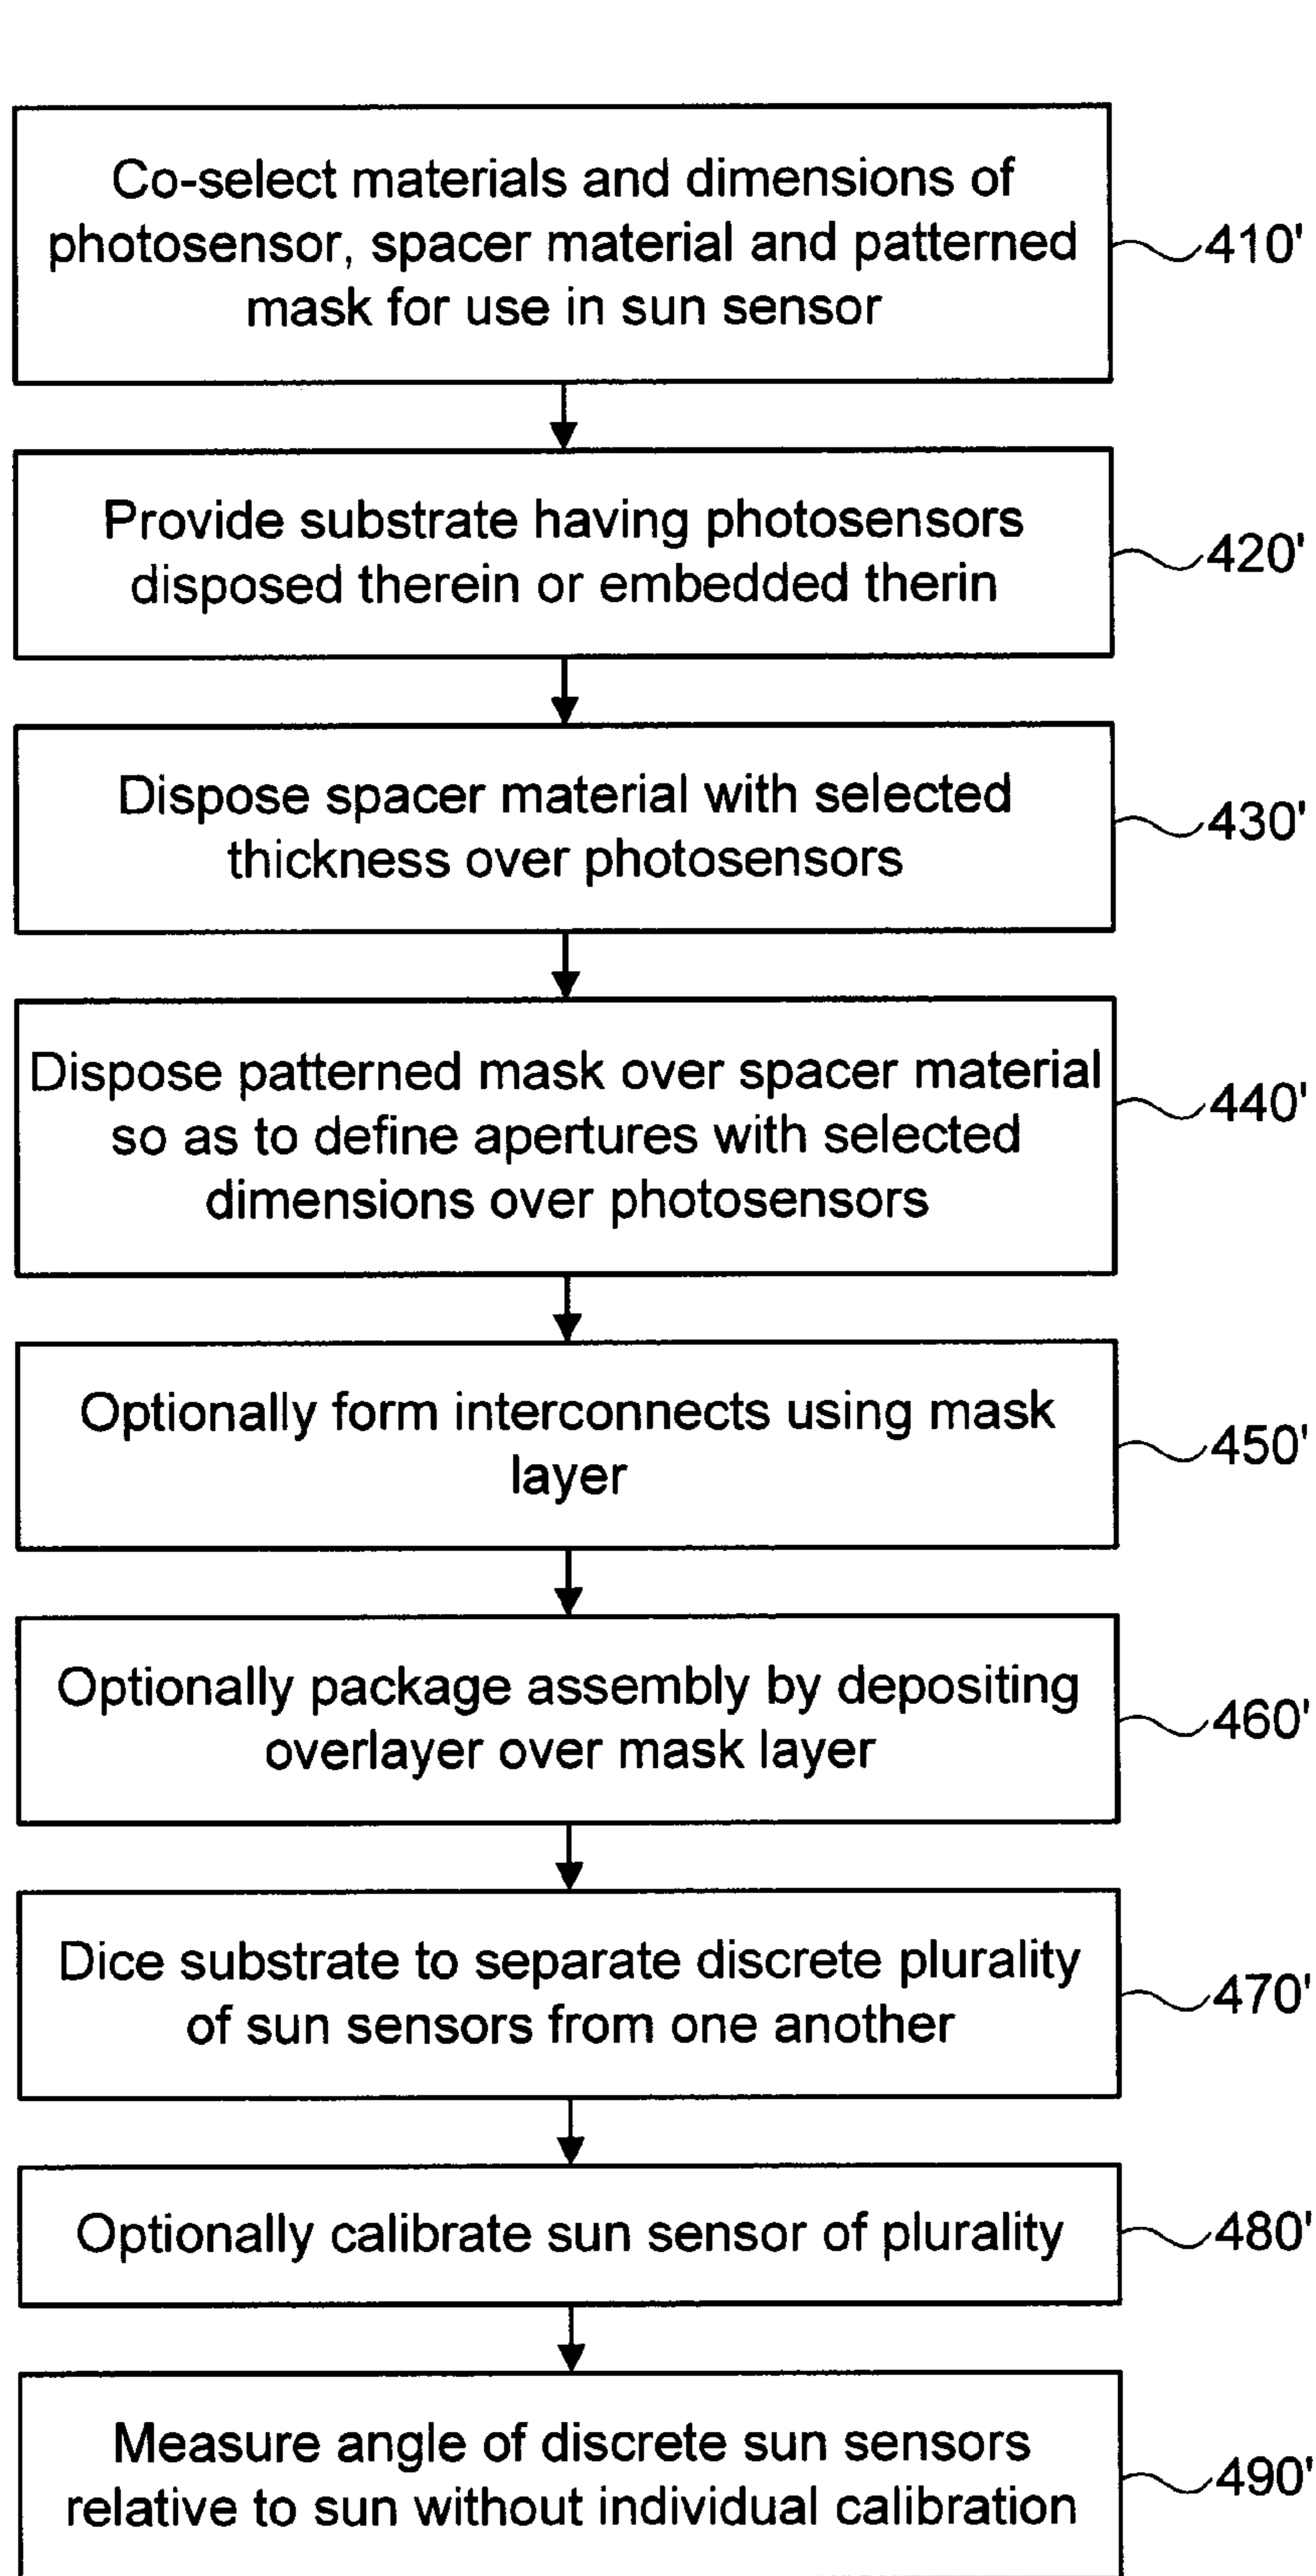 Co-select materials and dimensions of
photosensor, spacer material and patterned
mask for use in sun sensor
410'
Provide substrate having photosensors
disposed therein or embedded therin
420'
Dispose spacer material with selected
thickness over photosensors
430'
Dispose patterned mask over spacer material
so as to define apertures with selected
dimensions over photosensors
440'
Optionally form interconnects using mask
layer
450'
Optionally package assembly by depositing
overlayer over mask layer
460'
Dice substrate to separate discrete plurality
of sun sensors from one another
470'
Optionally calibrate sun sensor of plurality
480'
Measure angle of discrete sun sensors
relative to sun without individual calibration
490'